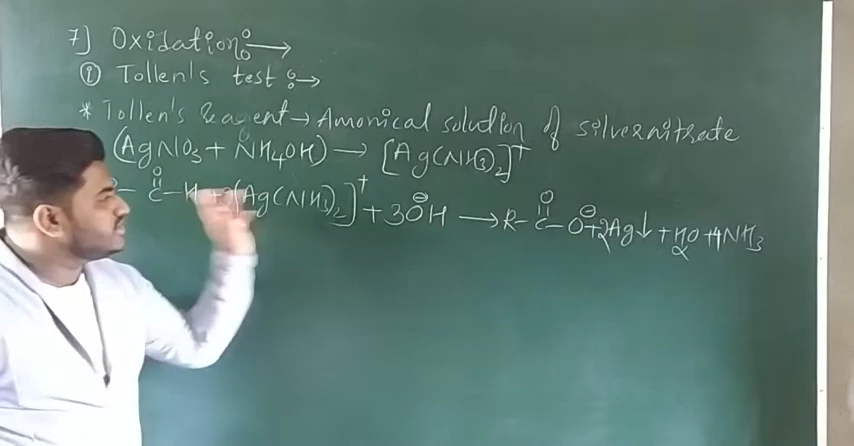 7] Oxidation:→
① Tollen's test :→
* Tollen's Reagent → Amonical solution of silvernitrate
(AgNO₃ + NH₄OH) → [Ag(NH₃)₂]⁺
-C(=O)-H + 2[Ag(NH₃)₂]⁺ + 3OH⁻ → R-C(=O)-O⁻ + 2Ag↓ + H₂O + 4NH₃